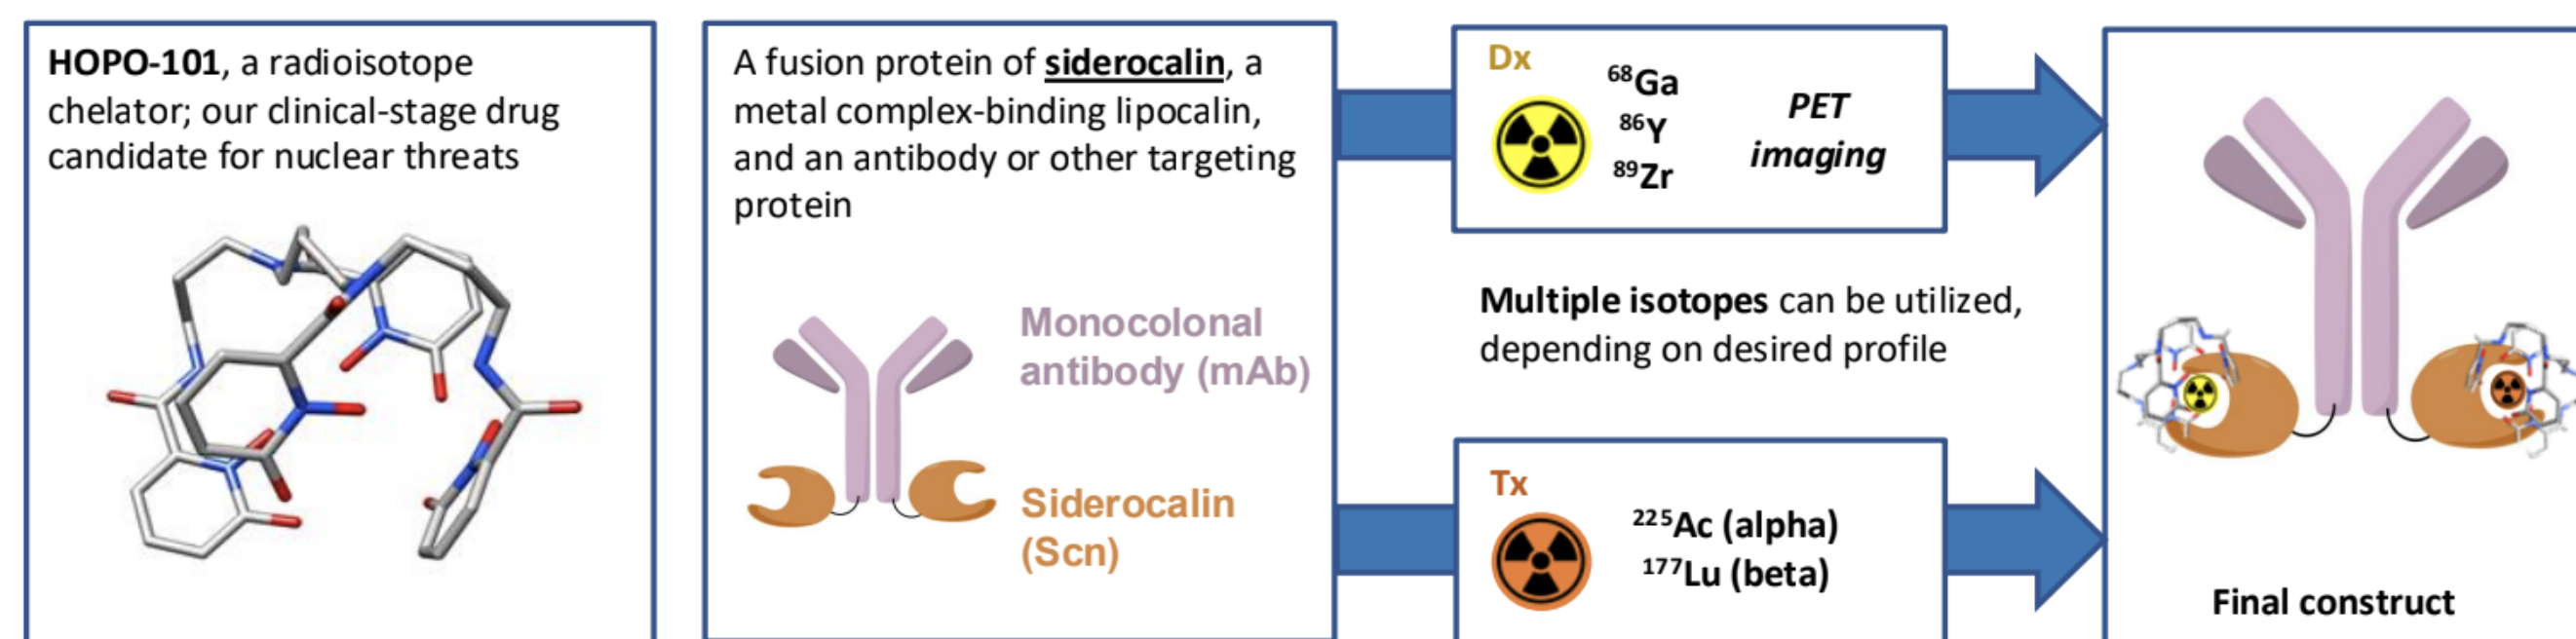 HOPO-101, a radioisotope
chelator; our clinical-stage drug
candidate for nuclear threats
A fusion protein of siderocalin, a
metal complex-binding lipocalin,
and an antibody or other targeting
protein
Monocolonal
antibody (mAb)
Siderocalin
(Scn)
Dx
⁶⁸Ga
⁸⁶Y
⁸⁹Zr
PET
imaging
Multiple isotopes can be utilized,
depending on desired profile
Tx
²²⁵Ac (alpha)
¹⁷⁷Lu (beta)
Final construct